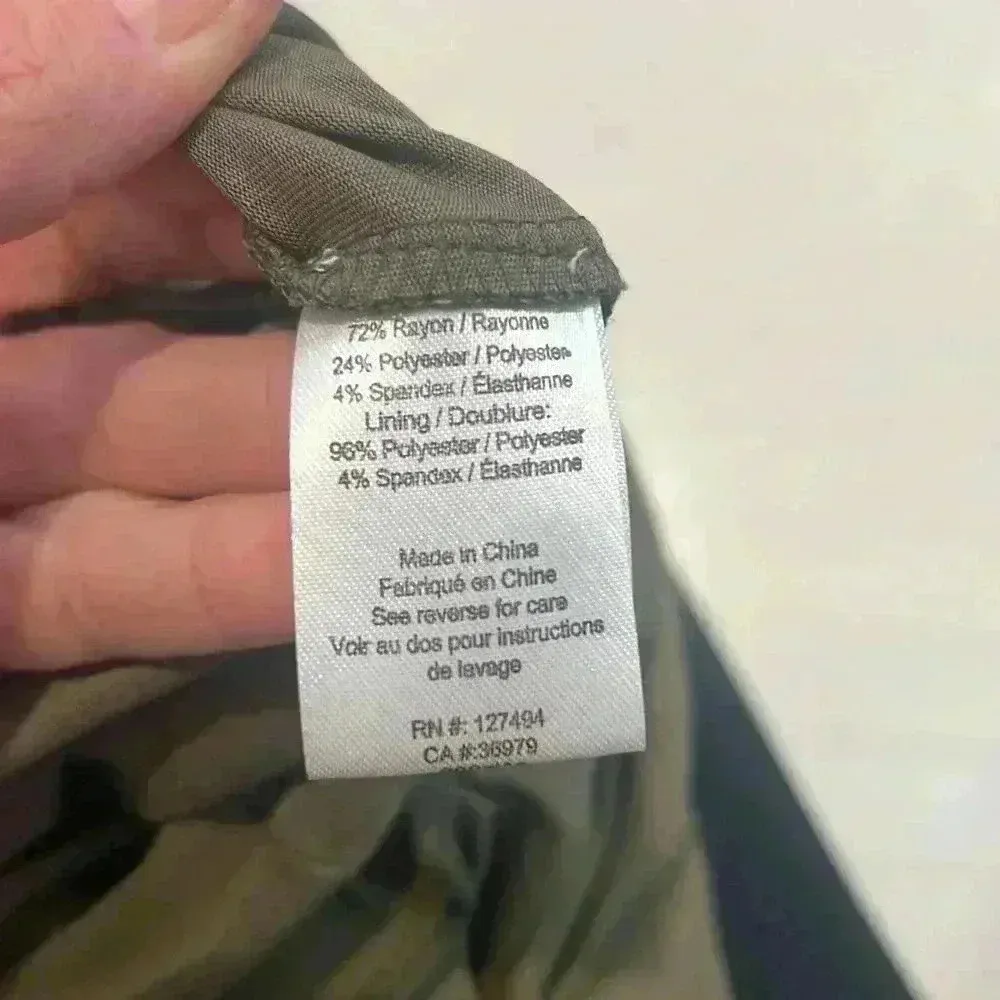 72% Rayon / Rayonne
24% Polyester / Polyester
4% Spandex / Élasthanne
Lining / Doublure:
96% Polyester / Polyester
4% Spandex / Élasthanne
Made in China
Fabriqué en Chine
See reverse for care
Voir au dos pour instructions
de lavage
RN #: 127494
CA #:36979